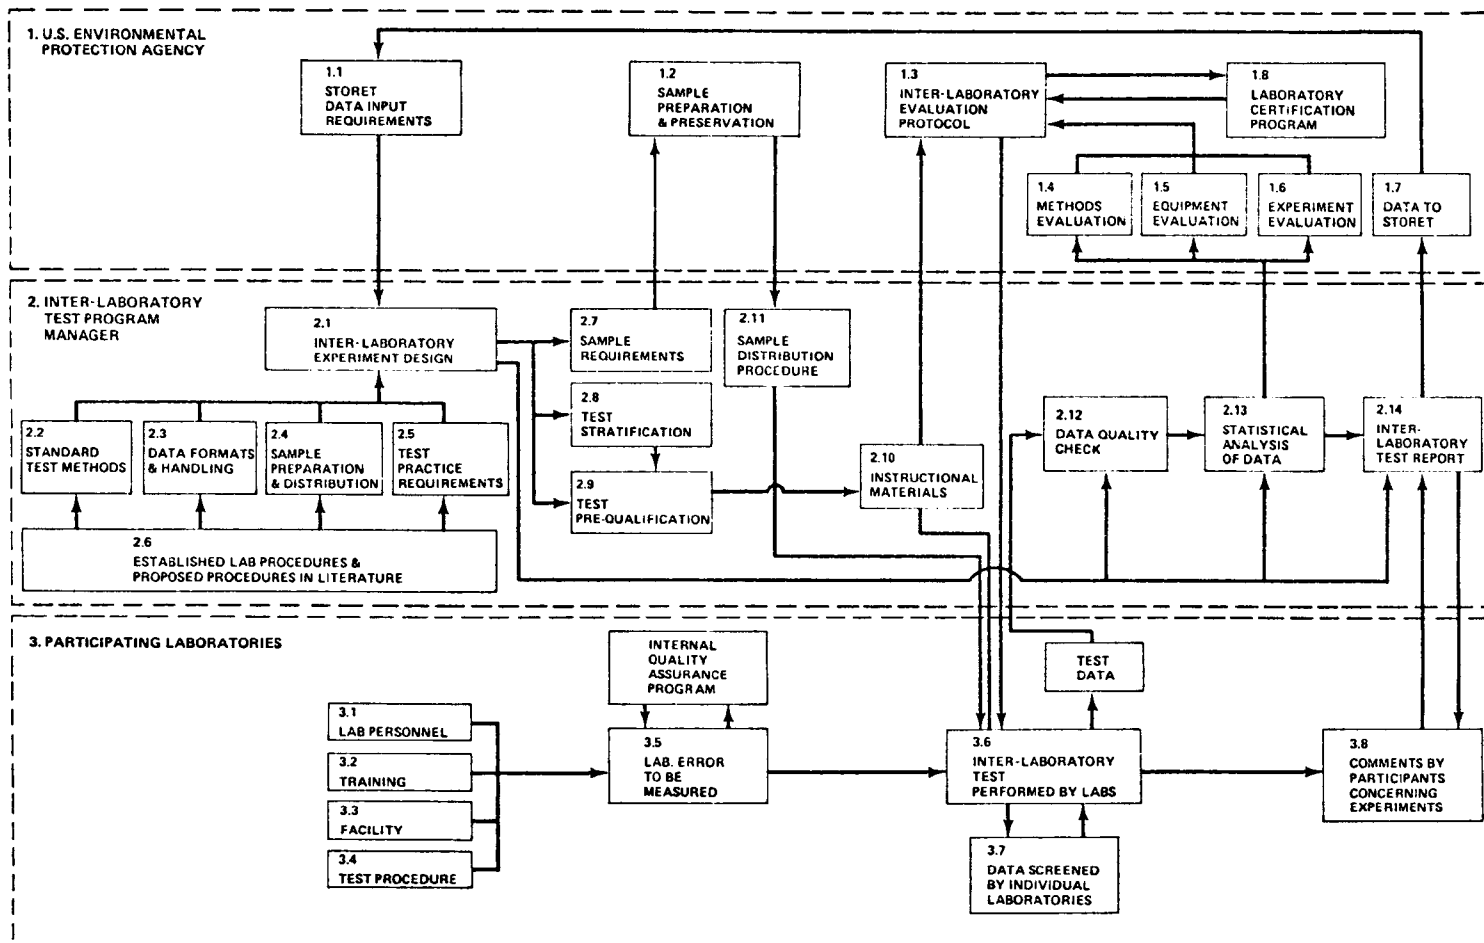 1. U.S. ENVIRONMENTAL
PROTECTION AGENCY
1.1
STORET
DATA INPUT
REQUIREMENTS
1.2
SAMPLE
PREPARATION
& PRESERVATION
1.3
INTER-LABORATORY
EVALUATION
PROTOCOL
1.8
LABORATORY
CERTIFICATION
PROGRAM
1.4
METHODS
EVALUATION
1.5
EQUIPMENT
EVALUATION
1.6
EXPERIMENT
EVALUATION
1.7
DATA TO
STORET
2. INTER-LABORATORY
TEST PROGRAM
MANAGER
2.1
INTER-LABORATORY
EXPERIMENT DESIGN
2.7
SAMPLE
REQUIREMENTS
2.11
SAMPLE
DISTRIBUTION
PROCEDURE
2.8
TEST
STRATIFICATION
2.2
STANDARD
TEST METHODS
2.3
DATA FORMATS
& HANDLING
2.4
SAMPLE
PREPARATION
& DISTRIBUTION
2.5
TEST
PRACTICE
REQUIREMENTS
2.9
TEST
PRE-QUALIFICATION
2.10
INSTRUCTIONAL
MATERIALS
2.12
DATA QUALITY
CHECK
2.13
STATISTICAL
ANALYSIS
OF DATA
2.14
INTER-
LABORATORY
TEST REPORT
2.6
ESTABLISHED LAB PROCEDURES &
PROPOSED PROCEDURES IN LITERATURE
3. PARTICIPATING LABORATORIES
INTERNAL
QUALITY
ASSURANCE
PROGRAM
TEST
DATA
3.1
LAB PERSONNEL
3.2
TRAINING
3.3
FACILITY
3.4
TEST PROCEDURE
3.5
LAB. ERROR
TO BE
MEASURED
3.6
INTER-LABORATORY
TEST
PERFORMED BY LABS
3.8
COMMENTS BY
PARTICIPANTS
CONCERNING
EXPERIMENTS
3.7
DATA SCREENED
BY INDIVIDUAL
LABORATORIES